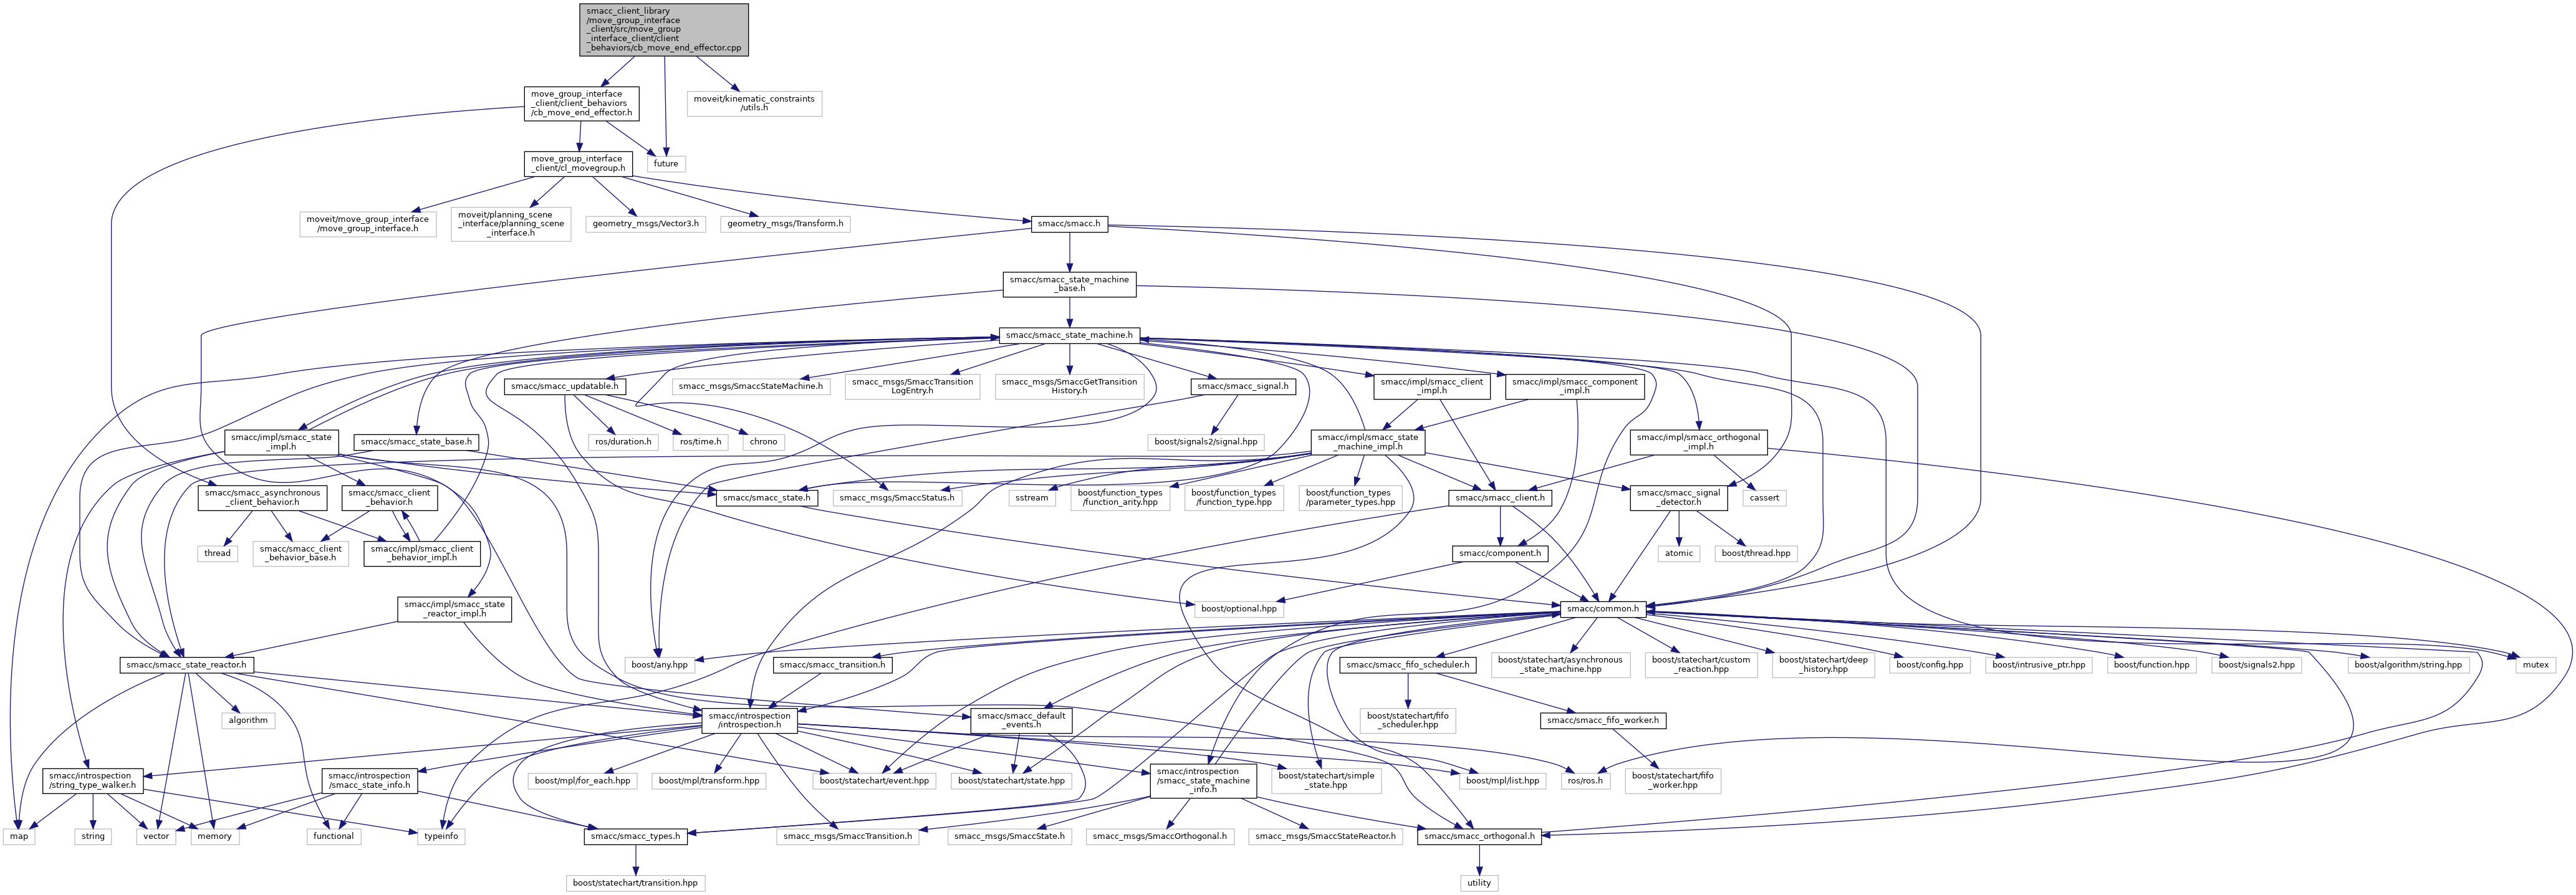 smacc_client_library
/move_group_interface
_client/src/move_group
_interface_client/client
_behaviors/cb_move_end_effector.cpp
move_group_interface
_client/client_behaviors
/cb_move_end_effector.h
moveit/kinematic_constraints
/utils.h
move_group_interface
_client/cl_movegroup.h
future
moveit/move_group_interface
/move_group_interface.h
moveit/planning_scene
_interface/planning_scene
_interface.h
geometry_msgs/Vector3.h
geometry_msgs/Transform.h
smacc/smacc.h
smacc/smacc_state_machine
_base.h
smacc/smacc_state_machine.h
smacc/smacc_updatable.h
smacc_msgs/SmaccStateMachine.h
smacc_msgs/SmaccTransition
LogEntry.h
smacc_msgs/SmaccGetTransition
History.h
smacc/smacc_signal.h
smacc/impl/smacc_client
_impl.h
smacc/impl/smacc_component
_impl.h
smacc/impl/smacc_state
_impl.h
smacc/smacc_state_base.h
ros/duration.h
ros/time.h
chrono
boost/signals2/signal.hpp
smacc/impl/smacc_state
_machine_impl.h
smacc/impl/smacc_orthogonal
_impl.h
smacc/smacc_asynchronous
_client_behavior.h
smacc/smacc_client
_behavior.h
smacc/smacc_state.h
smacc_msgs/SmaccStatus.h
sstream
boost/function_types
/function_arity.hpp
boost/function_types
/function_type.hpp
boost/function_types
/parameter_types.hpp
smacc/smacc_client.h
smacc/smacc_signal
_detector.h
cassert
thread
smacc/smacc_client
_behavior_base.h
smacc/impl/smacc_client
_behavior_impl.h
smacc/component.h
atomic
boost/thread.hpp
smacc/impl/smacc_state
_reactor_impl.h
boost/optional.hpp
smacc/common.h
smacc/smacc_state_reactor.h
boost/any.hpp
smacc/smacc_transition.h
smacc/smacc_fifo_scheduler.h
boost/statechart/asynchronous
_state_machine.hpp
boost/statechart/custom
_reaction.hpp
boost/statechart/deep
_history.hpp
boost/config.hpp
boost/intrusive_ptr.hpp
boost/function.hpp
boost/signals2.hpp
boost/algorithm/string.hpp
mutex
algorithm
smacc/introspection
/introspection.h
smacc/smacc_default
_events.h
boost/statechart/fifo
_scheduler.hpp
smacc/smacc_fifo_worker.h
smacc/introspection
/string_type_walker.h
smacc/introspection
/smacc_state_info.h
boost/mpl/for_each.hpp
boost/mpl/transform.hpp
boost/statechart/event.hpp
boost/statechart/state.hpp
smacc/introspection
/smacc_state_machine
_info.h
boost/statechart/simple
_state.hpp
boost/mpl/list.hpp
ros/ros.h
boost/statechart/fifo
_worker.hpp
map
string
vector
memory
functional
typeinfo
smacc/smacc_types.h
smacc_msgs/SmaccTransition.h
smacc_msgs/SmaccState.h
smacc_msgs/SmaccOrthogonal.h
smacc_msgs/SmaccStateReactor.h
smacc/smacc_orthogonal.h
boost/statechart/transition.hpp
utility